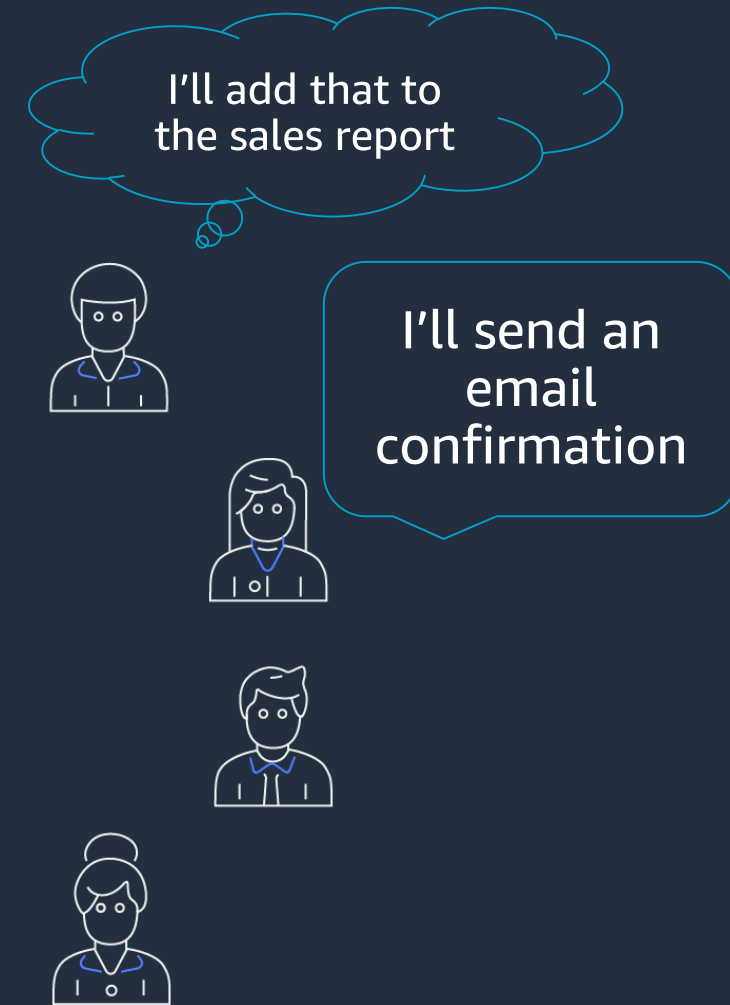 I’ll add that to
the sales report
I’ll send an
email
confirmation